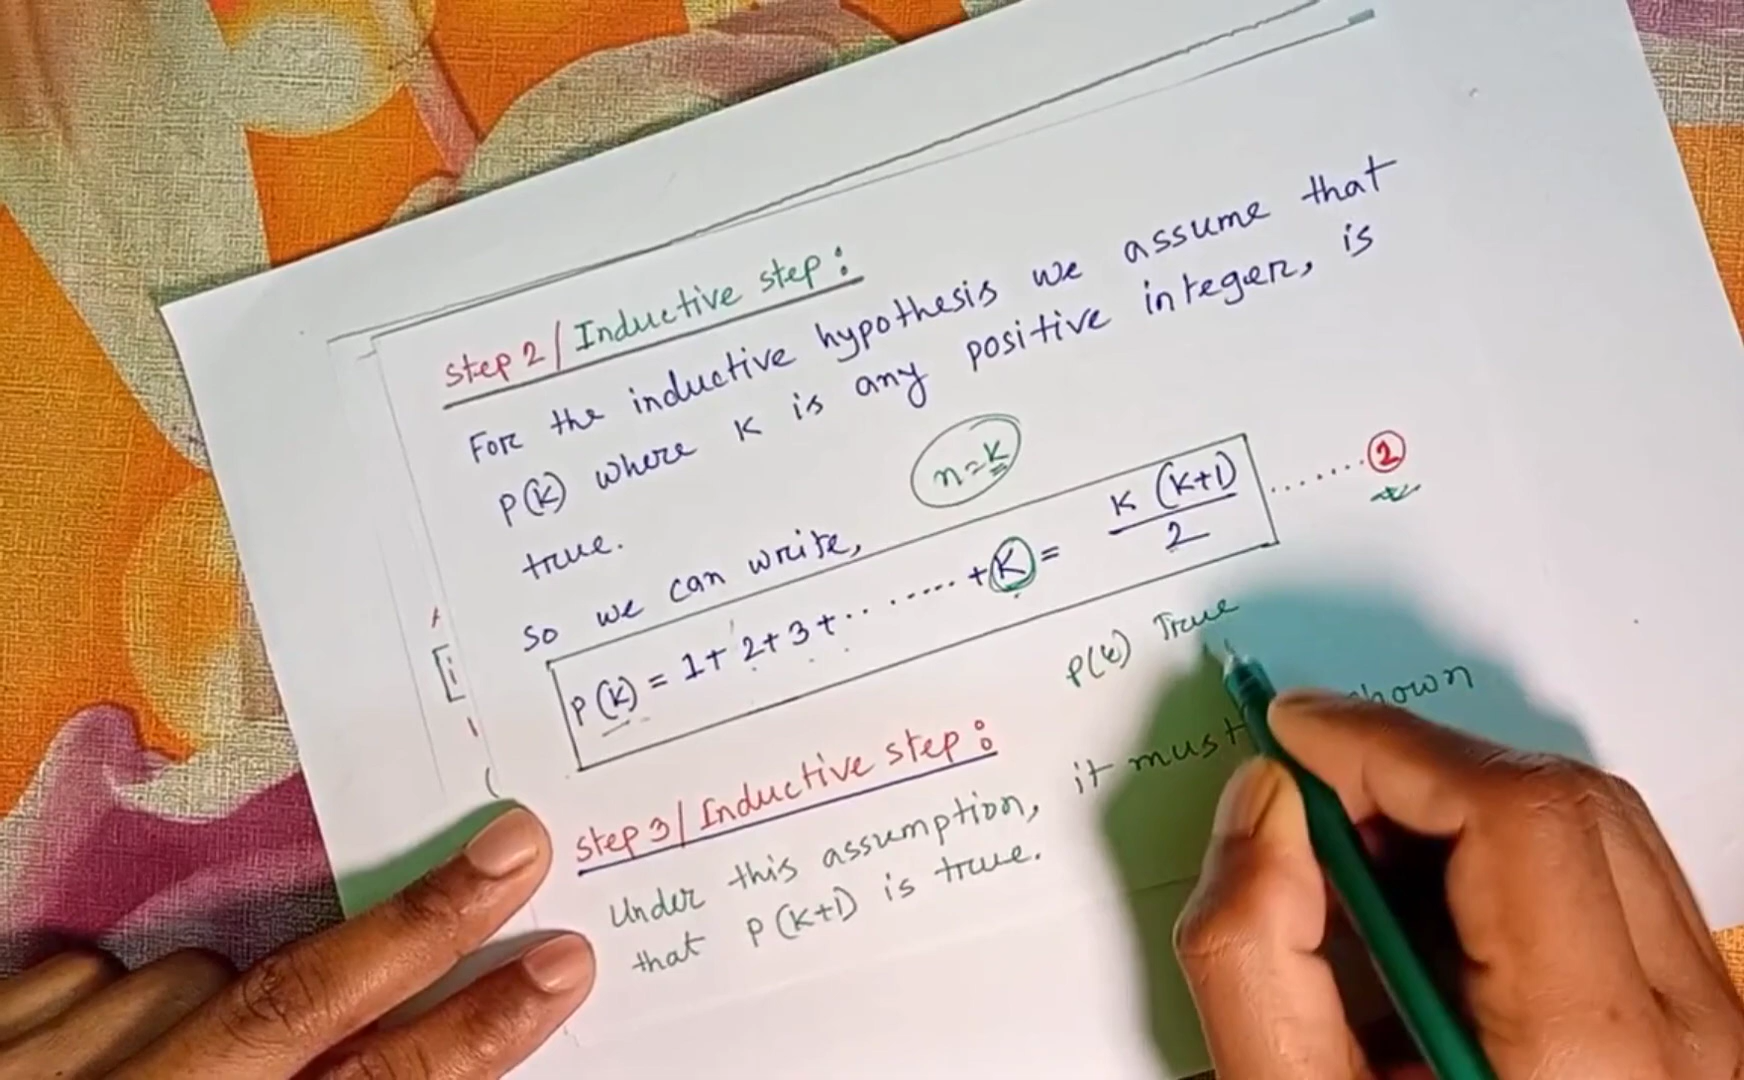 Step 2/ Inductive step:
For the inductive hypothesis we assume that
P(k) where K is any positive integer, is
true.
n=k
So we can write,
P(k) = 1+2+3+.........+K = K(K+1)/2 .......②
P(k) True
Step 3/ Inductive step:
Under this assumption, it must shown
that P(K+1) is true.